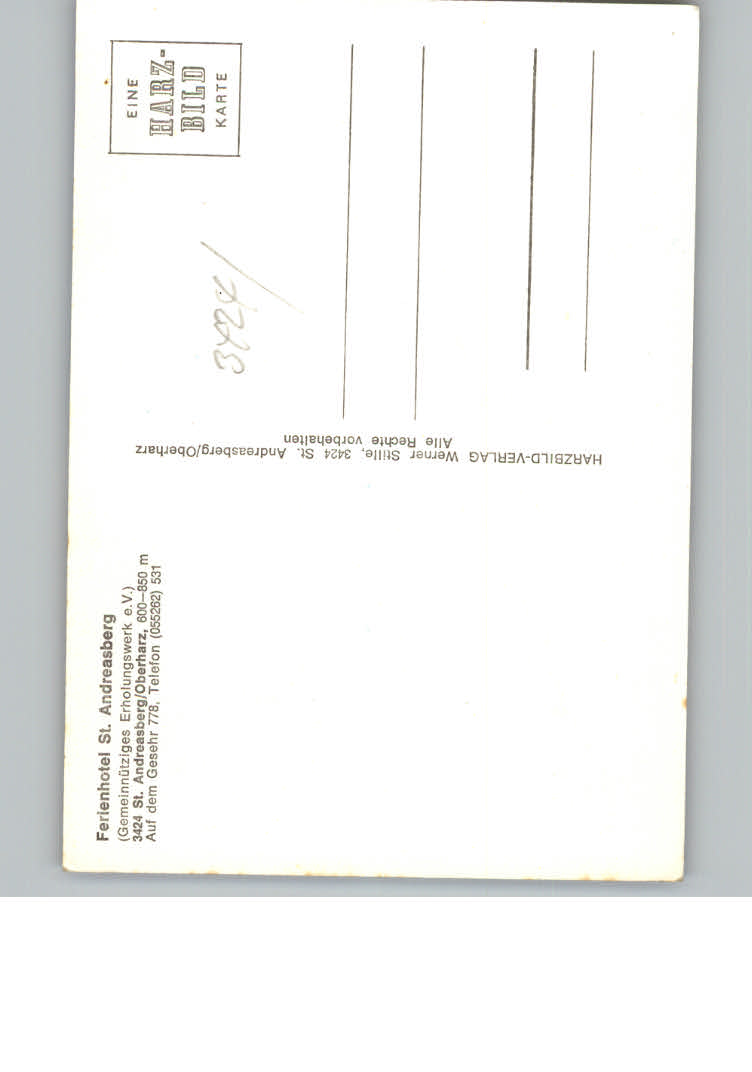 Ferienhotel St. Andreasberg
(Gemeinnütziges Erholungswerk e.V.)
3424 St. Andreasberg/Oberharz, 600–850 m
Auf dem Gesehr 778, Telefon (055262) 531
HARZBILD-VERLAG Werner Stille, 3424 St. Andreasberg/Oberharz
Alle Rechte vorbehalten
EINE
HARZ-
BILD
KARTE
3424/